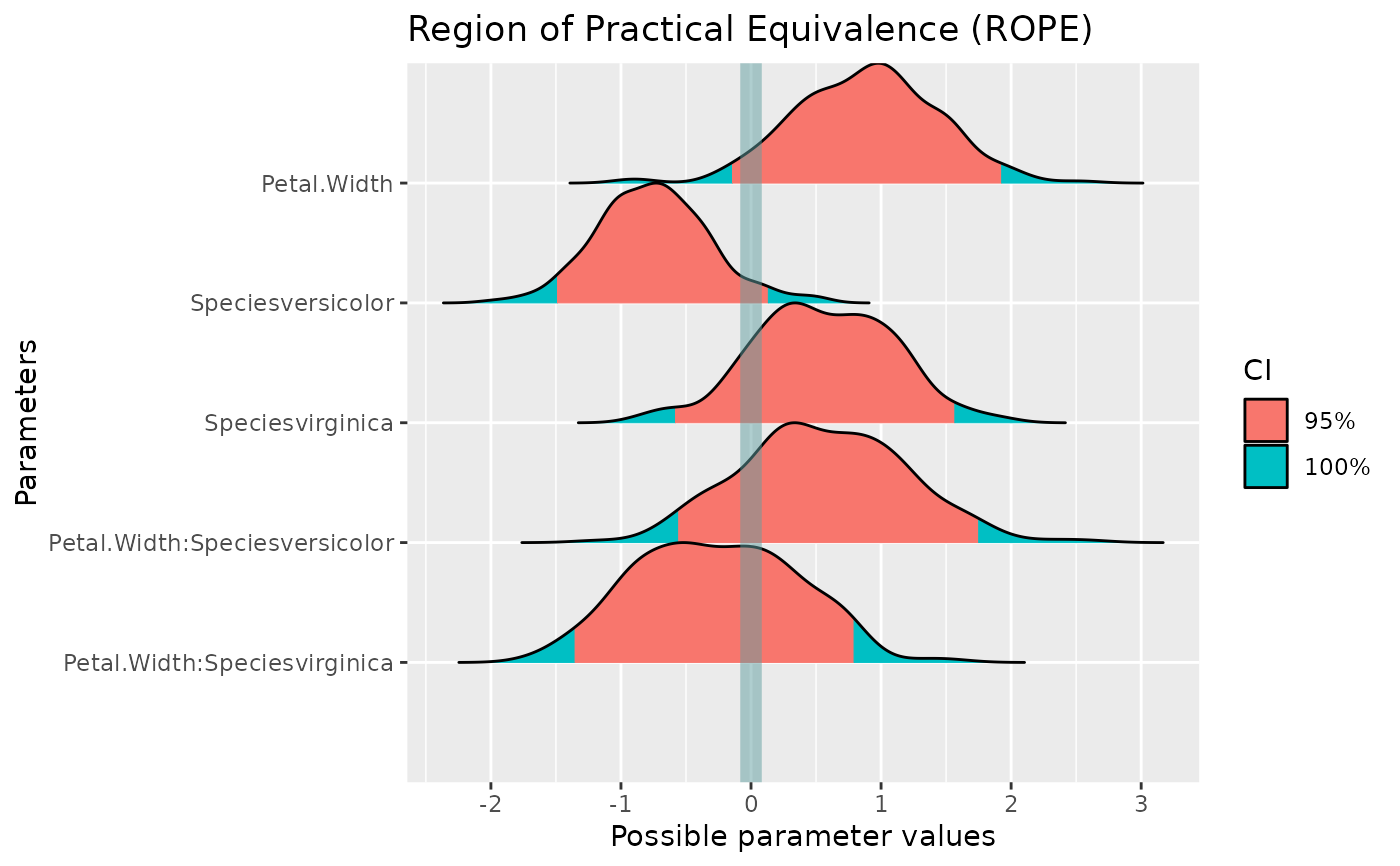 Region of Practical Equivalence (ROPE)
Parameters
Petal.Width
Speciesversicolor
Speciesvirginica
Petal.Width:Speciesversicolor
Petal.Width:Speciesvirginica
-2 -1 0 1 2 3
Possible parameter values
CI
95%
100%